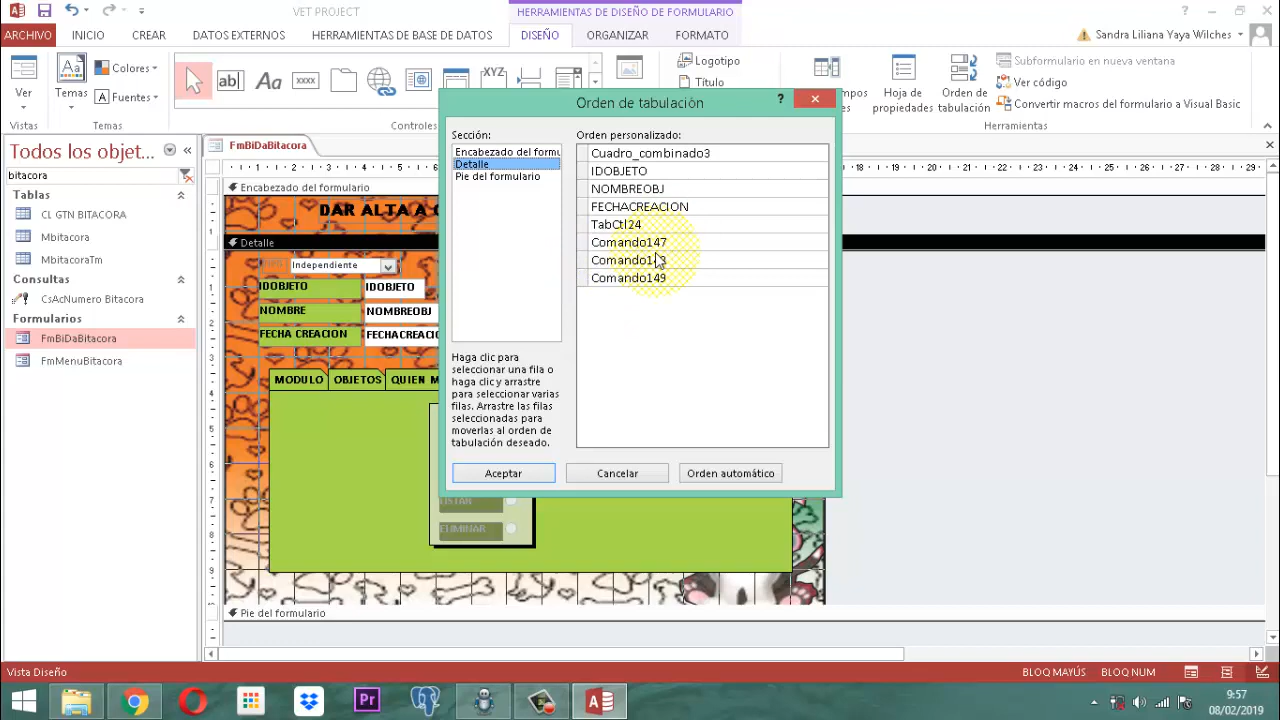 VET PROJECT
HERRAMIENTAS DE DISEÑO DE FORMULARIO
ARCHIVO
INICIO
CREAR
DATOS EXTERNOS
HERRAMIENTAS DE BASE DE DATOS
DISEÑO
ORGANIZAR
FORMATO
Sandra Liliana Yaya Wilches
Ver
Temas
Colores
Fuentes
Vistas
Temas
ab|
Aa
xxxx
XYZ
Controles
Logotipo
Título
Hoja de propiedades
Orden de tabulación
Subformulario en nueva ventana
Ver código
Convertir macros del formulario a Visual Basic
Herramientas
Todos los objet...
bitacora
Tablas
CL GTN BITACORA
Mbitacora
MbitacoraTm
Consultas
CsAcNumero Bitacora
Formularios
FmBiDaBitacora
FmMenuBitacora
FmBiDaBitacora
Encabezado del formulario
DAR ALTA A
Detalle
Independiente
IDOBJETO
IDOBJETO
NOMBRE
NOMBREOBJ
FECHA CREACION
MODULO
OBJETOS
QUIEN
LISTAR
ELIMINAR
Pie del formulario
Orden de tabulación
Sección:
Encabezado del formu
Detalle
Pie del formulario
Haga clic para
seleccionar una fila o
haga clic y arrastre
para seleccionar varias
filas. Arrastre las filas
seleccionadas para
moverlas al orden de
tabulación deseado.
Orden personalizado:
Cuadro_combinado3
IDOBJETO
NOMBREOBJ
FECHACREACION
TabCtl24
Comando147
Comando149
Aceptar
Cancelar
Orden automático
Vista Diseño
BLOQ MAYÚS
BLOQ NUM
Pr
9:57
08/02/2019